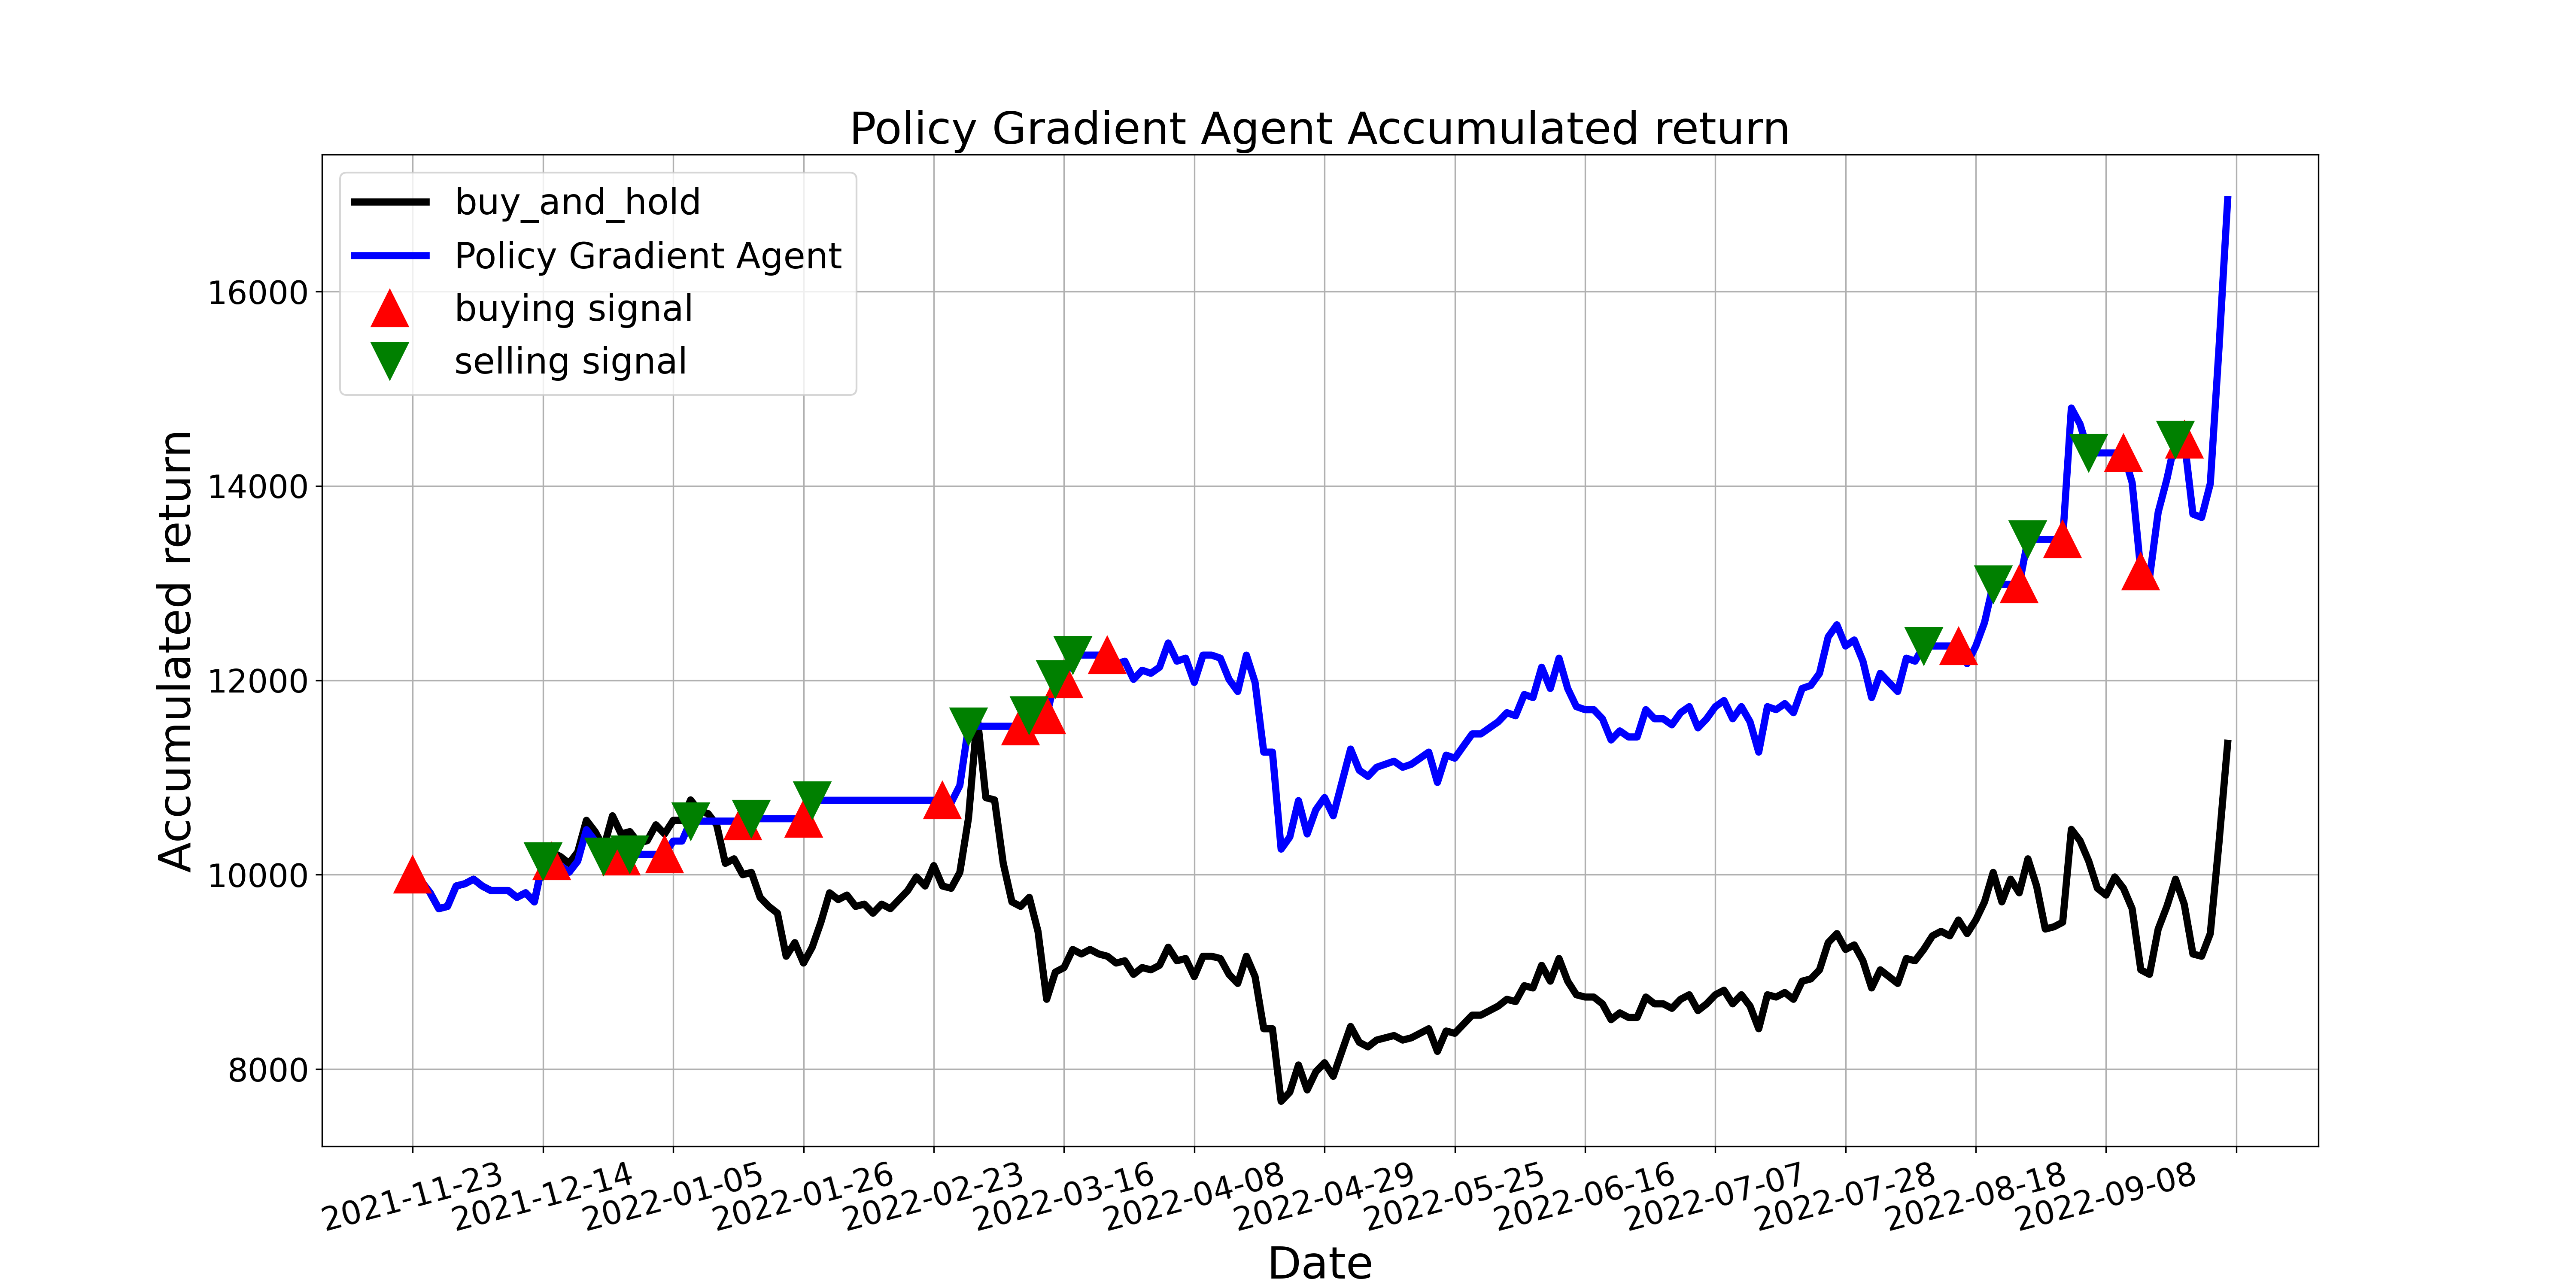 Policy Gradient Agent Accumulated return
buy_and_hold
Policy Gradient Agent
buying signal
selling signal
Accumulated return
16000
14000
12000
10000
8000
2021-11-23
2021-12-14
2022-01-05
2022-01-26
2022-02-23
2022-03-16
2022-04-08
2022-04-29
2022-05-25
2022-06-16
2022-07-07
2022-07-28
2022-08-18
2022-09-08
Date